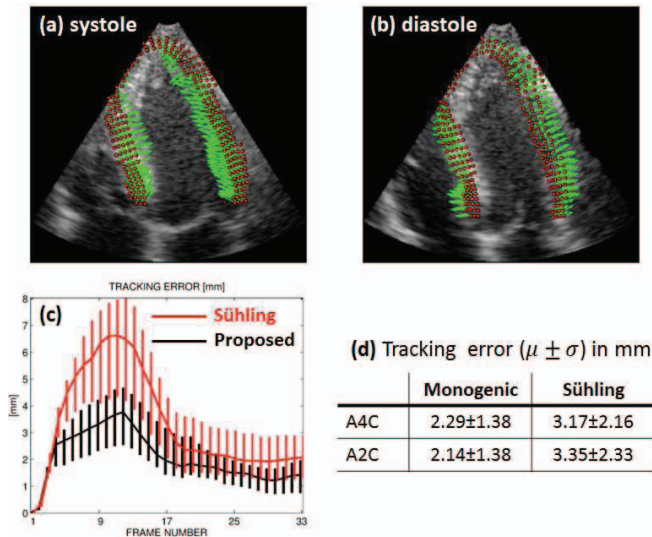 (a) systole
(b) diastole
TRACKING ERROR [mm]
(c)
Sühling
Proposed
8
7
6
5
4
3
2
1
0
[mm]
1 9 17 25 33
FRAME NUMBER
(d) Tracking error (μ ± σ) in mm
Monogenic Sühling
A4C 2.29±1.38 3.17±2.16
A2C 2.14±1.38 3.35±2.33